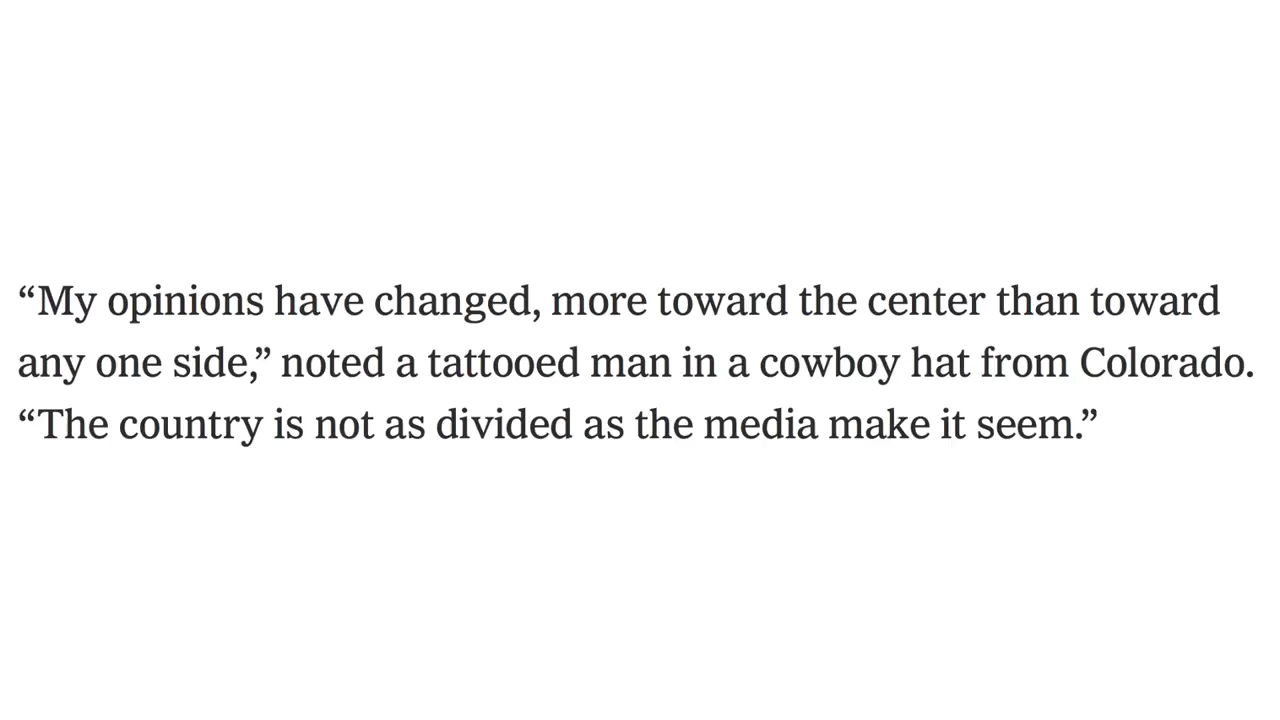 “My opinions have changed, more toward the center than toward
any one side,” noted a tattooed man in a cowboy hat from Colorado.
“The country is not as divided as the media make it seem.”